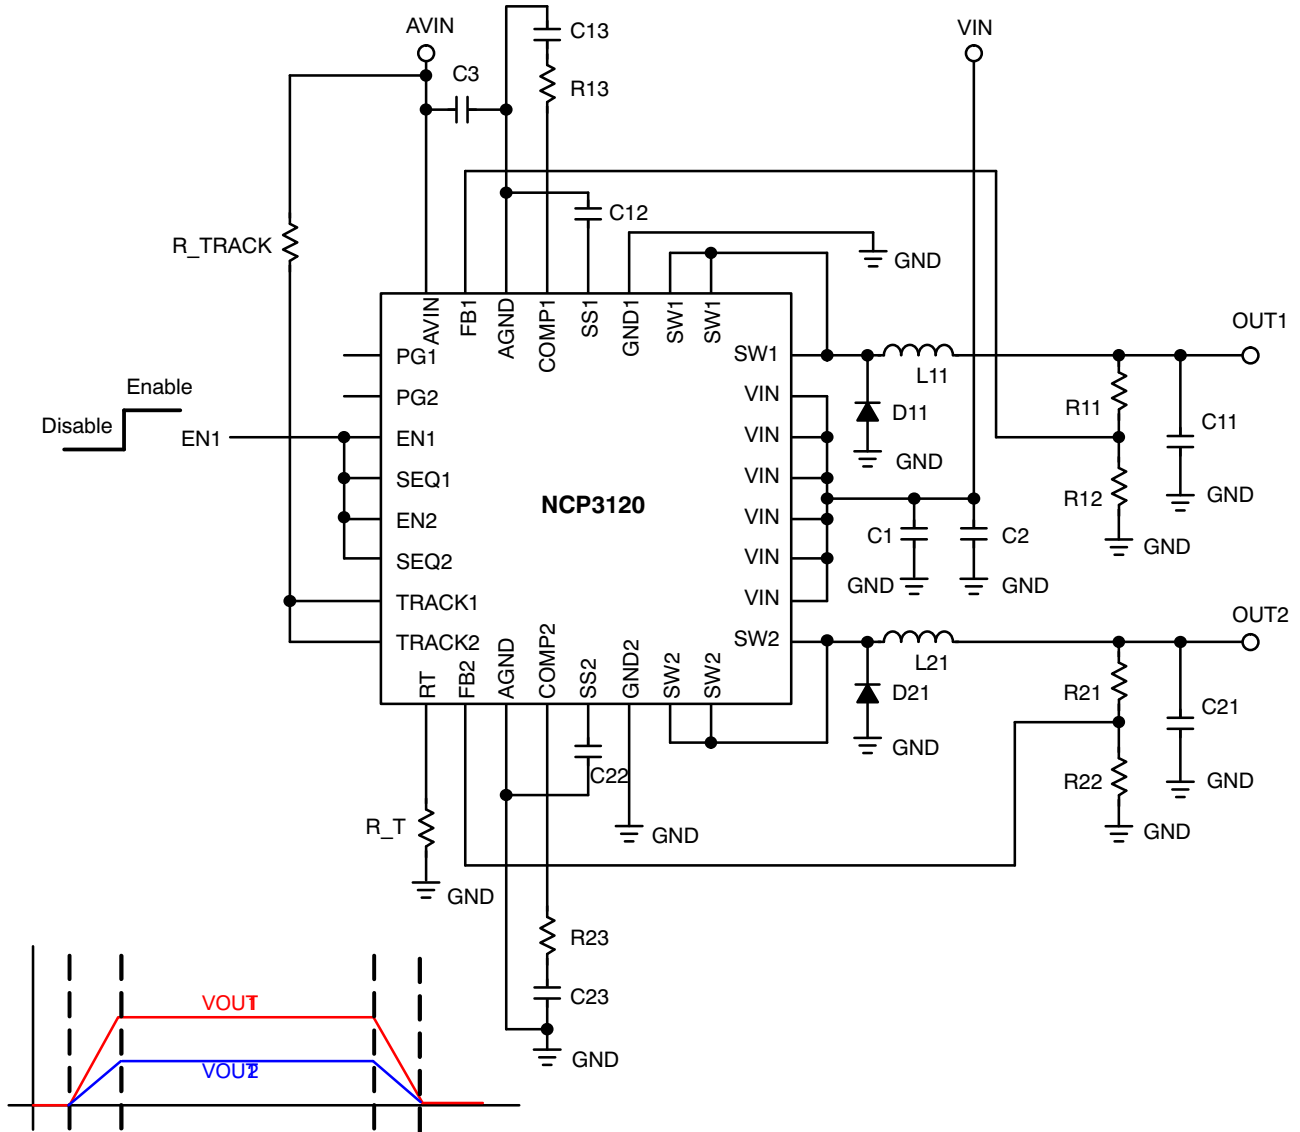 AVIN
C13
VIN
C3
R13
C12
R_TRACK
GND
AVIN
FB1
AGND
COMP1
SS1
GND1
SW1
SW1
OUT1
PG1
SW1
L11
Enable
PG2
VIN
D11
R11
C11
Disable
EN1
EN1
VIN
GND
SEQ1
VIN
R12
GND
NCP3120
EN2
VIN
C1
C2
GND
SEQ2
VIN
GND
GND
TRACK1
VIN
OUT2
TRACK2
SW2
L21
RT
FB2
AGND
COMP2
SS2
GND2
SW2
SW2
D21
R21
C21
GND
C22
R22
GND
R_T
GND
GND
GND
R23
C23
GND
VOUT1
VOUT2